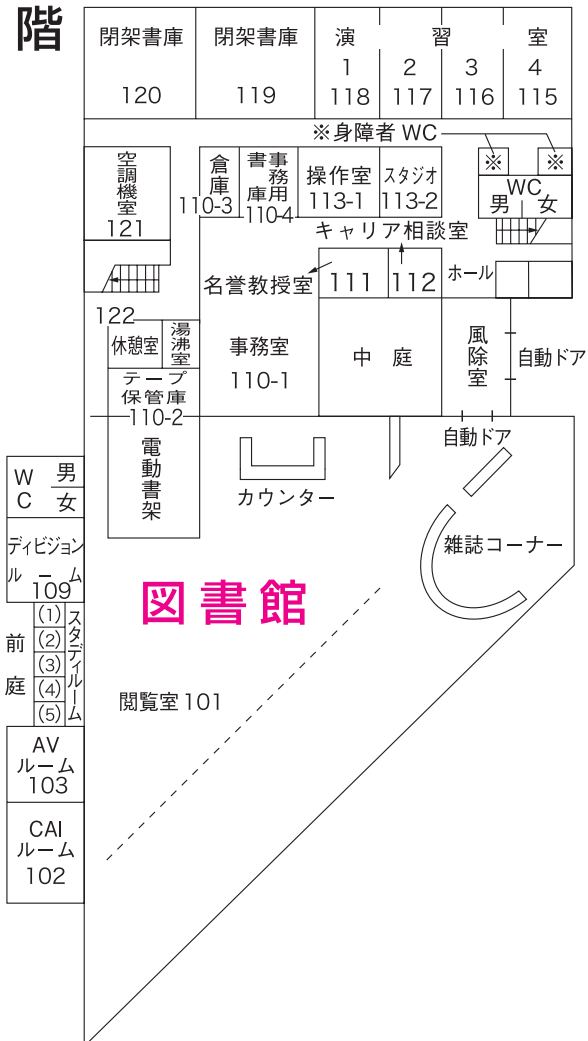 階
閉架書庫
120
閉架書庫
119
演習室
1 2 3 4
118 117 116 115
※身障者 WC
※ ※
WC
男 女
空調機室
121
倉庫
110-3
事務用書庫
110-4
操作室
113-1
スタジオ
113-2
キャリア相談室
名誉教授室
111
112
ホール
122
休憩室
湯沸室
事務室
110-1
中庭
風除室
自動ドア
テープ保管庫
110-2
自動ドア
電動書架
カウンター
雑誌コーナー
WC
男
女
ディビジョンルーム
109
図書館
前庭
(1)
(2)
(3)
(4)
(5)
スタディルーム
閲覧室 101
AV
ルーム
103
CAI
ルーム
102